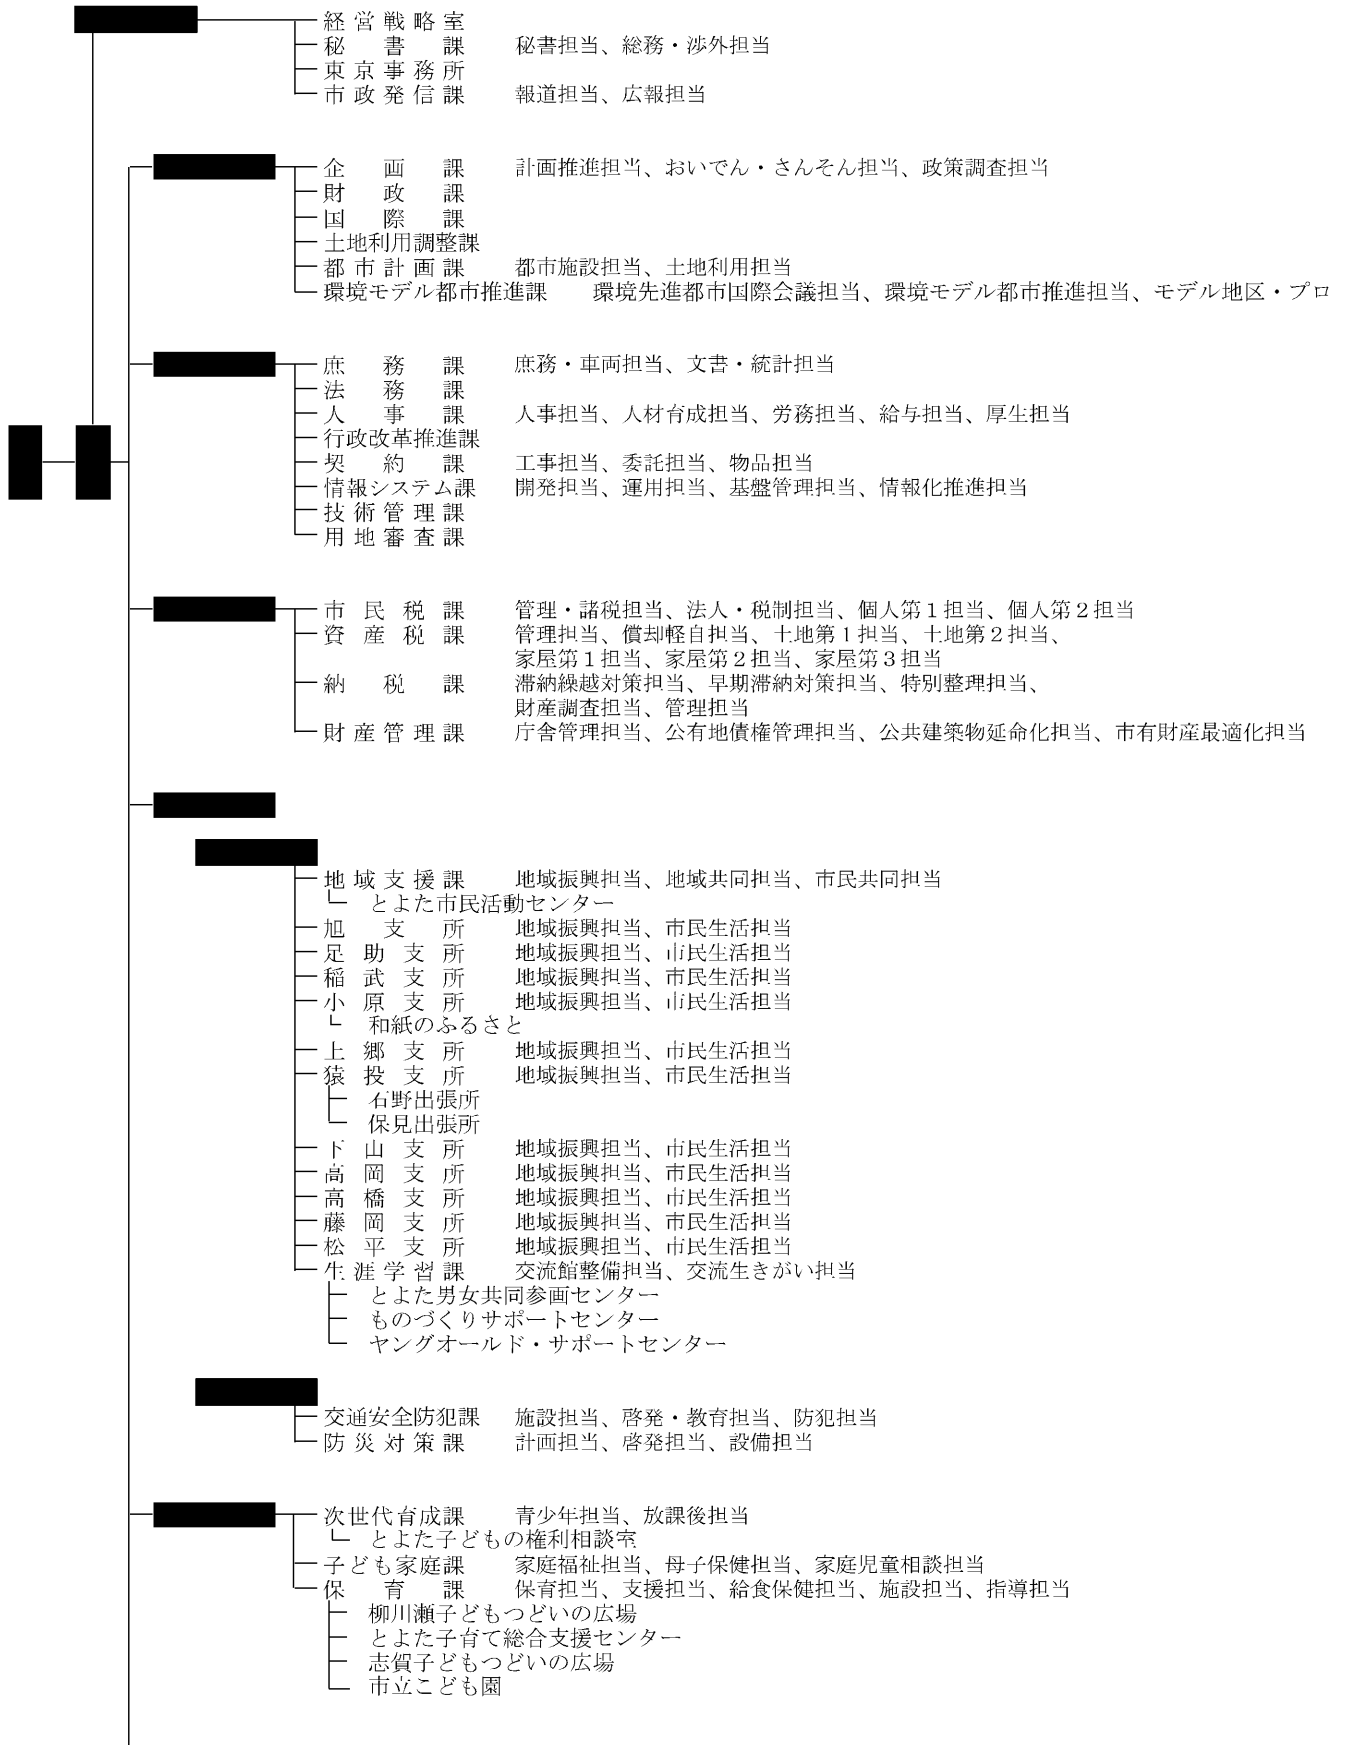 経営戦略室
秘書課　秘書担当、総務・渉外担当
東京事務所
市政発信課　報道担当、広報担当
企画課　計画推進担当、おいでん・さんそん担当、政策調査担当
財政課
国際課
土地利用調整課
都市計画課　都市施設担当、土地利用担当
環境モデル都市推進課　環境先進都市国際会議担当、環境モデル都市推進担当、モデル地区・プロ
庶務課　庶務・車両担当、文書・統計担当
法務課
人事課　人事担当、人材育成担当、労務担当、給与担当、厚生担当
行政改革推進課
契約課　工事担当、委託担当、物品担当
情報システム課　開発担当、運用担当、基盤管理担当、情報化推進担当
技術管理課
用地審査課
市民税課　管理・諸税担当、法人・税制担当、個人第１担当、個人第２担当
資産税課　管理担当、償却軽自担当、土地第１担当、土地第２担当、
家屋第１担当、家屋第２担当、家屋第３担当
納税課　滞納繰越対策担当、早期滞納対策担当、特別整理担当、
財産調査担当、管理担当
財産管理課　庁舎管理担当、公有地債権管理担当、公共建築物延命化担当、市有財産最適化担当
地域支援課　地域振興担当、地域共同担当、市民共同担当
とよた市民活動センター
旭支所　地域振興担当、市民生活担当
足助支所　地域振興担当、市民生活担当
稲武支所　地域振興担当、市民生活担当
小原支所　地域振興担当、市民生活担当
和紙のふるさと
上郷支所　地域振興担当、市民生活担当
猿投支所　地域振興担当、市民生活担当
石野出張所
保見出張所
下山支所　地域振興担当、市民生活担当
高岡支所　地域振興担当、市民生活担当
高橋支所　地域振興担当、市民生活担当
藤岡支所　地域振興担当、市民生活担当
松平支所　地域振興担当、市民生活担当
生涯学習課　交流館整備担当、交流生きがい担当
とよた男女共同参画センター
ものづくりサポートセンター
ヤングオールド・サポートセンター
交通安全防犯課　施設担当、啓発・教育担当、防犯担当
防災対策課　計画担当、啓発担当、設備担当
次世代育成課　青少年担当、放課後担当
とよた子どもの権利相談室
子ども家庭課　家庭福祉担当、母子保健担当、家庭児童相談担当
保育課　保育担当、支援担当、給食保健担当、施設担当、指導担当
柳川瀬子どもつどいの広場
とよた子育て総合支援センター
志賀子どもつどいの広場
市立こども園